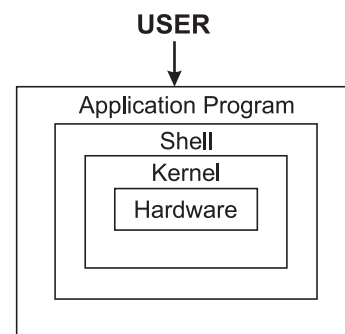 USER
Application Program
Shell
Kernel
Hardware